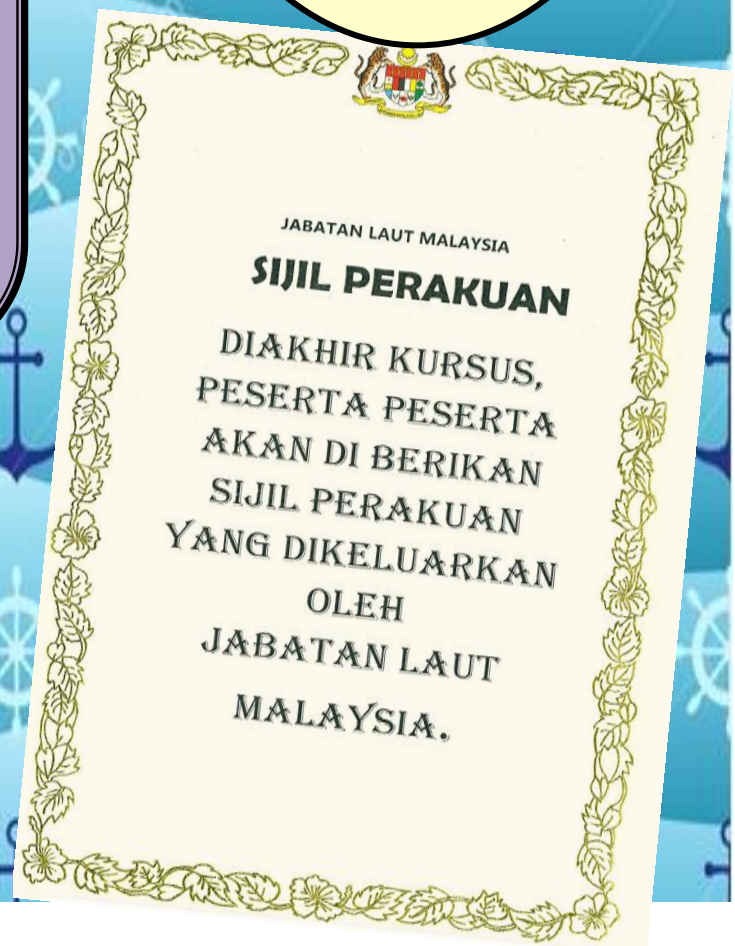 JABATAN LAUT MALAYSIA
SIJIL PERAKUAN
DIAKHIR KURSUS,
PESERTA PESERTA
AKAN DI BERIKAN
SIJIL PERAKUAN
YANG DIKELUARKAN
OLEH
JABATAN LAUT
MALAYSIA.